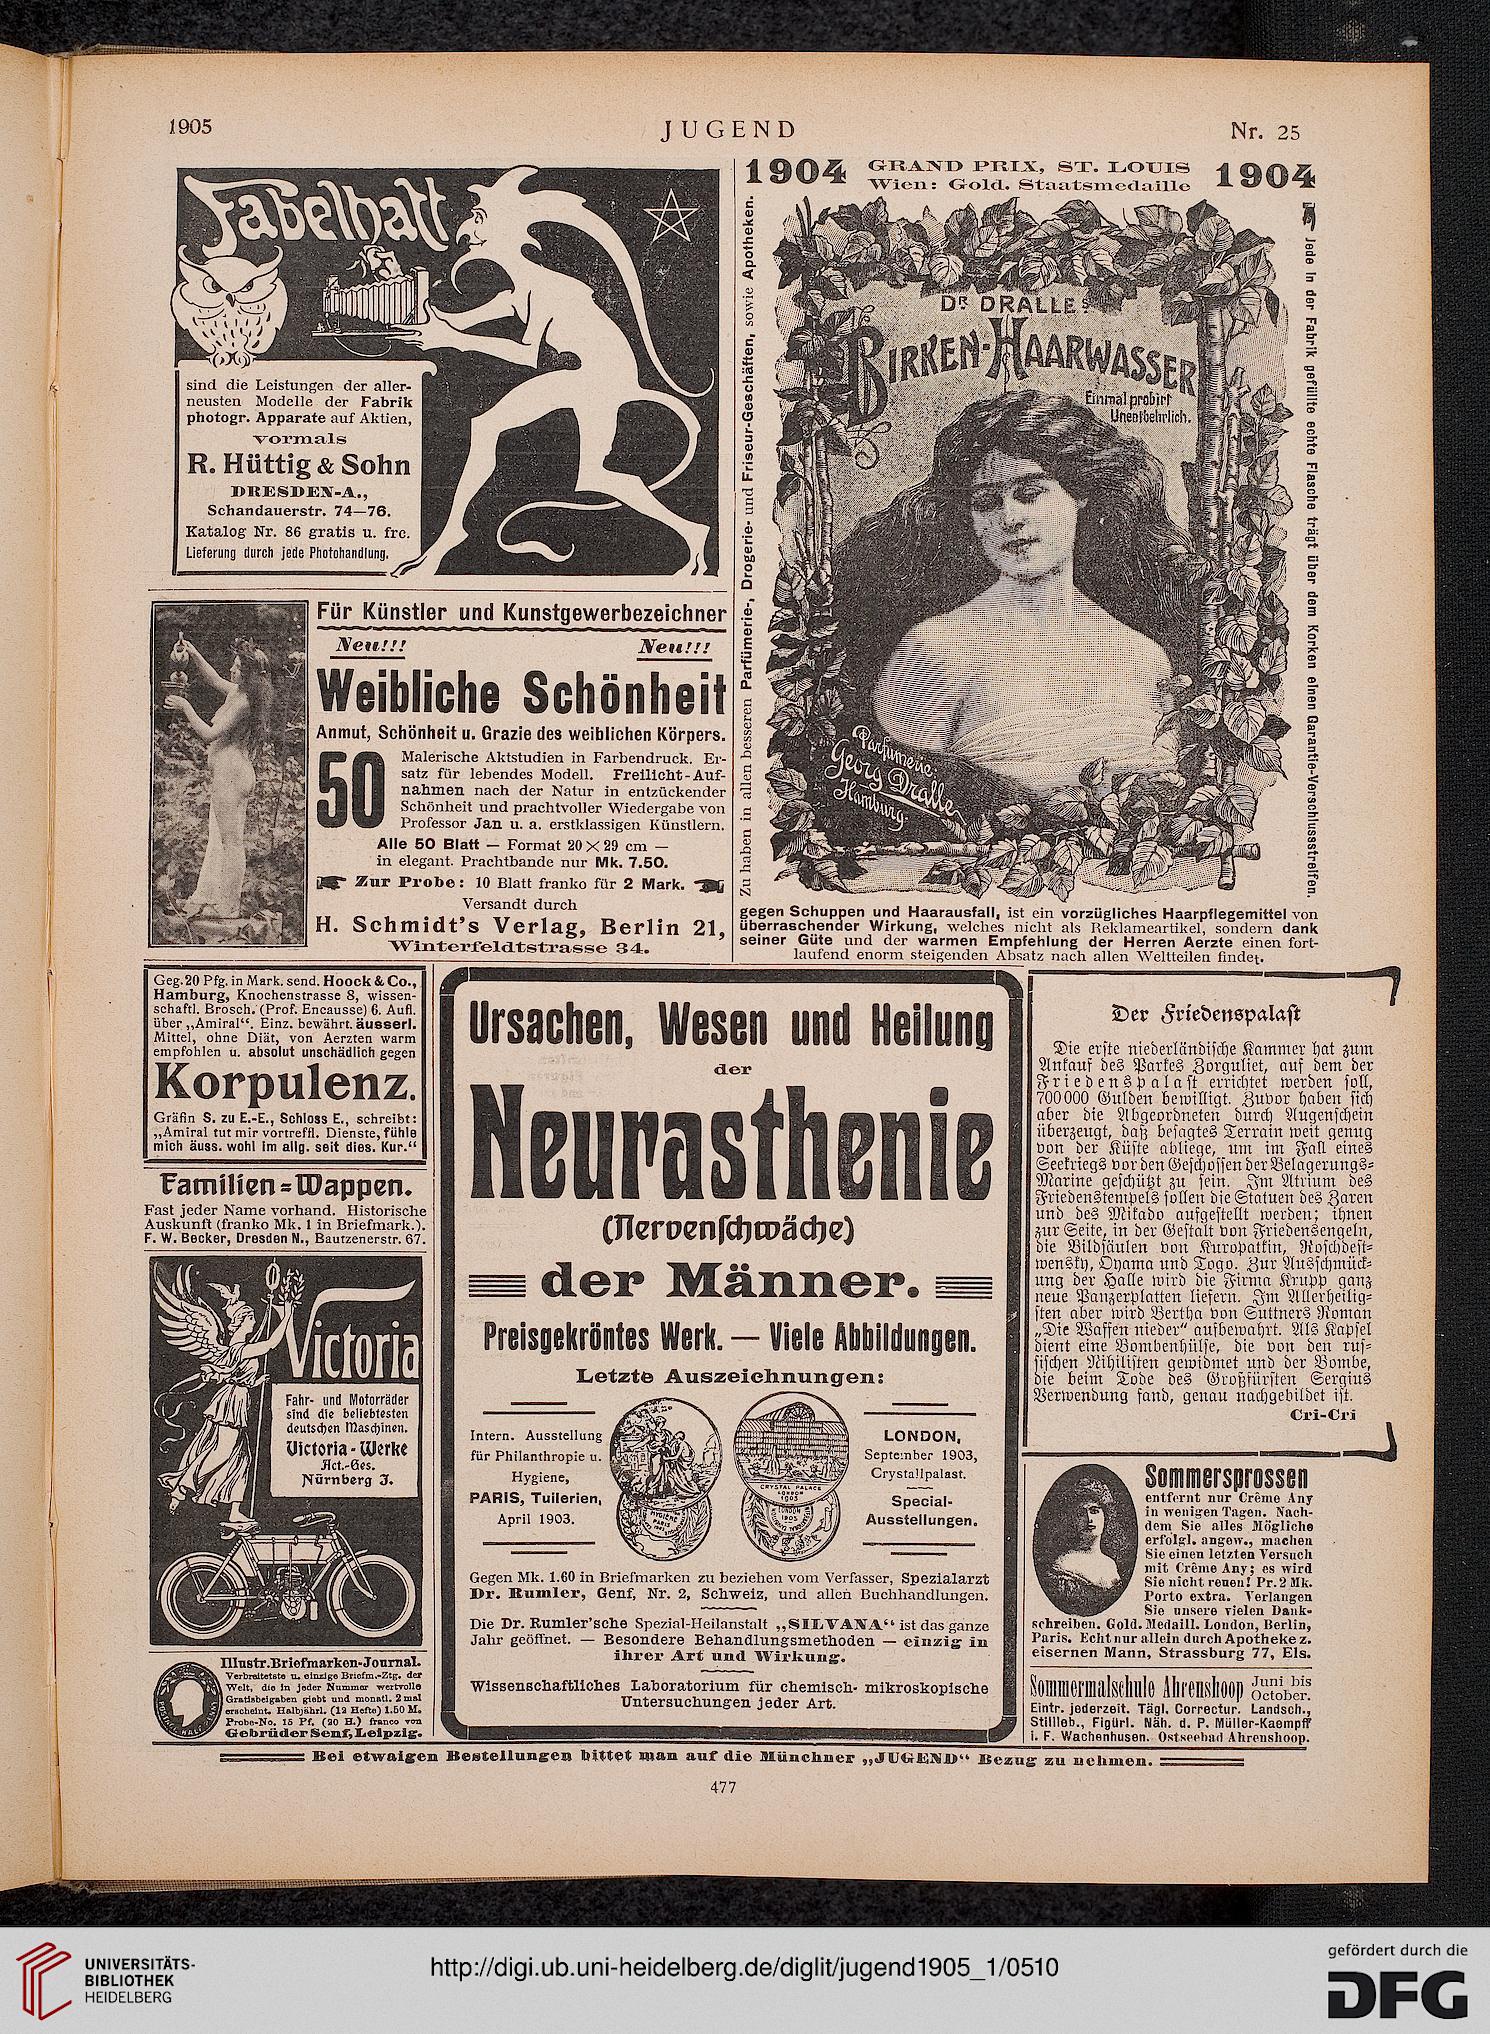 1905
JUGEND
Nr. 25
Fabelhaft
sind die Leistungen der aller-
neusten Modelle der Fabrik
photogr. Apparate auf Aktien,
vormals
R. Hüttig & Sohn
DRESDEN-A.,
Schandauerstr. 74—76.
Katalog Nr. 86 gratis u. frc.
Lieferung durch jede Photohandlung.
Für Künstler und Kunstgewerbezeichner
Neu!!! Neu!!!
Weibliche Schönheit
Anmut, Schönheit u. Grazie des weiblichen Körpers.
50
Malerische Aktstudien in Farbendruck. Er-
satz für lebendes Modell. Freilicht-Auf-
nahmen nach der Natur in entzückender
Schönheit und prachtvoller Wiedergabe von
Professor Jan u. a. erstklassigen Künstlern.
Alle 50 Blatt — Format 20×29 cm —
in elegant. Prachtbande nur Mk. 7.50.
Zur Probe: 10 Blatt franko für 2 Mark.
Versandt durch
H. Schmidt's Verlag, Berlin 21,
Winterfeldtstrasse 34.
1904 GRAND PRIX, ST. LOUIS 1904
Wien: Gold. Staatsmedaille
Zu haben in allen besseren Parfümerie-, Drogerie- und Friseur-Geschäften, sowie Apotheken.
DR DRALLE'S
BIRKEN-HAARWASSER
Einmal probirt
Unentbehrlich.
Parfumerie:
Georg Dralle
Hamburg
Jede in der Fabrik gefüllte echte Flasche trägt über dem Korken einen Garantie-Verschlussstreifen.
gegen Schuppen und Haarausfall, ist ein vorzügliches Haarpflegemittel von
überraschender Wirkung, welches nicht als Reklameartikel, sondern dank
seiner Güte und der warmen Empfehlung der Herren Aerzte einen fort-
laufend enorm steigenden Absatz nach allen Weltteilen findet.
Geg. 20 Pfg. in Mark. send. Hoock & Co.,
Hamburg, Knochenstrasse 8, wissen-
schaftl. Brosch. (Prof. Encausse) 6. Aufl.
über „Amiral“. Einz. bewährt. äusserl.
Mittel, ohne Diät, von Aerzten warm
empfohlen u. absolut unschädlich gegen
Korpulenz.
Gräfin S. zu E.-E., Schloss E., schreibt:
„Amiral tut mir vortreffl. Dienste, fühle
mich äuss. wohl im allg. seit dies. Kur.“
Familien-Wappen.
Fast jeder Name vorhand. Historische
Auskunft (franko Mk. 1 in Briefmark.).
F. W. Becker, Dresden N., Bautzenerstr. 67.
Victoria
Fahr- und Motorräder
sind die beliebtesten
deutschen Maschinen.
Victoria-Werke
Act.-Ges.
Nürnberg J.
Illustr. Briefmarken-Journal.
Verbreitetste u. einzige Briefm.-Ztg. der
Welt, die in jeder Nummer wertvolle
Gratisbeigaben giebt und monatl. 2 mal
erscheint. Halbjährl. (12 Hefte) 1.50 M.
Probe-No. 15 Pf. (20 H.) franco von
Gebrüder Senf, Leipzig.
Ursachen, Wesen und Heilung
der
Neurasthenie
(Nervenschwäche)
der Männer.
Preisgekröntes Werk. — Viele Abbildungen.
Letzte Auszeichnungen:
Intern. Ausstellung
für Philanthropie u.
Hygiene,
PARIS, Tuilerien,
April 1903.
HYGIENE
PARIS
CRYSTAL PALACE
LONDON
1903
LONDON
1903
LONDON,
September 1903,
Crystallpalast.
Special-
Ausstellungen.
Gegen Mk. 1.60 in Briefmarken zu beziehen vom Verfasser, Spezialarzt
Dr. Rumler, Genf, Nr. 2, Schweiz, und allen Buchhandlungen.
Die Dr. Rumler'sche Spezial-Heilanstalt „SILVANA“ ist das ganze
Jahr geöffnet. — Besondere Behandlungsmethoden — einzig in
ihrer Art und Wirkung.
Wissenschaftliches Laboratorium für chemisch-mikroskopische
Untersuchungen jeder Art.
Der Friedenspalast
Die erste niederländische Kammer hat zum
Ankauf des Parkes Zorguliet, auf dem der
Friedenspalast errichtet werden soll,
700000 Gulden bewilligt. Zuvor haben sich
aber die Abgeordneten durch Augenschein
überzeugt, daß besagtes Terrain weit genug
von der Küste abliege, um im Fall eines
Seekriegs vor den Geschossen der Belagerungs-
Marine geschützt zu sein. Im Atrium des
Friedenstempels sollen die Statuen des Zaren
und des Mikado aufgestellt werden; ihnen
zur Seite, in der Gestalt von Friedensengeln,
die Bildsäulen von Kuropatkin, Roschdest-
wensky, Oyama und Togo. Zur Ausschmück-
ung der Halle wird die Firma Krupp ganz
neue Panzerplatten liefern. Im Allerheilig-
sten aber wird Bertha von Suttners Roman
„Die Waffen nieder“ aufbewahrt. Als Kapsel
dient eine Bombenhülse, die von den rus-
sischen Nihilisten gewidmet und der Bombe,
die beim Tode des Großfürsten Sergius
Verwendung fand, genau nachgebildet ist.
Cri-Cri
Sommersprossen
entfernt nur Crême Any
in wenigen Tagen. Nach-
dem Sie alles Mögliche
erfolgl. angew., machen
Sie einen letzten Versuch
mit Crême Any; es wird
Sie nicht reuen! Pr. 2 Mk.
Porto extra. Verlangen
Sie unsere vielen Dank-
schreiben. Gold. Medaill. London, Berlin,
Paris. Echt nur allein durch Apotheke z.
eisernen Mann, Strassburg 77, Els.
Sommermalschule Ahrenshoop Juni bis
October.
Eintr. jederzeit. Tägl. Correctur. Landsch.,
Stillleb., Figürl. Näh. d. P. Müller-Kaempff
i. F. Wachenhusen. Ostseebad Ahrenshoop.
Bei etwaigen Bestellungen bittet man auf die Münchner „JUGEND“ Bezug zu nehmen.
477
UNIVERSITÄTS-
BIBLIOTHEK
HEIDELBERG
http://digi.ub.uni-heidelberg.de/diglit/jugend1905_1/0510
gefördert durch die
DFG